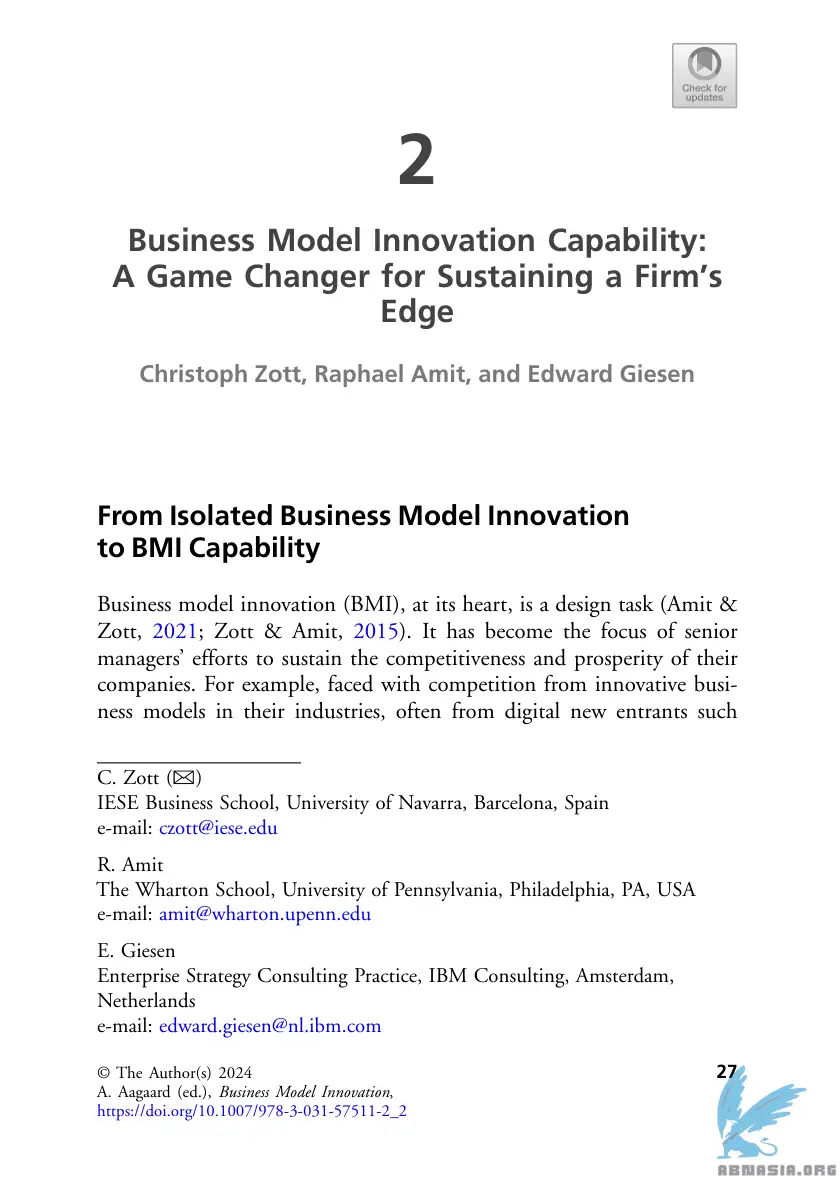 Check for
updates
2
Business Model Innovation Capability:
A Game Changer for Sustaining a Firm’s
Edge
Christoph Zott, Raphael Amit, and Edward Giesen
From Isolated Business Model Innovation
to BMI Capability
Business model innovation (BMI), at its heart, is a design task (Amit &
Zott, 2021; Zott & Amit, 2015). It has become the focus of senior
managers’ efforts to sustain the competitiveness and prosperity of their
companies. For example, faced with competition from innovative busi-
ness models in their industries, often from digital new entrants such
C. Zott (✉)
IESE Business School, University of Navarra, Barcelona, Spain
e-mail: czott@iese.edu
R. Amit
The Wharton School, University of Pennsylvania, Philadelphia, PA, USA
e-mail: amit@wharton.upenn.edu
E. Giesen
Enterprise Strategy Consulting Practice, IBM Consulting, Amsterdam,
Netherlands
e-mail: edward.giesen@nl.ibm.com
© The Author(s) 2024
A. Aagaard (ed.), Business Model Innovation,
https://doi.org/10.1007/978-3-031-57511-2_2
27
ABNASIA.ORG